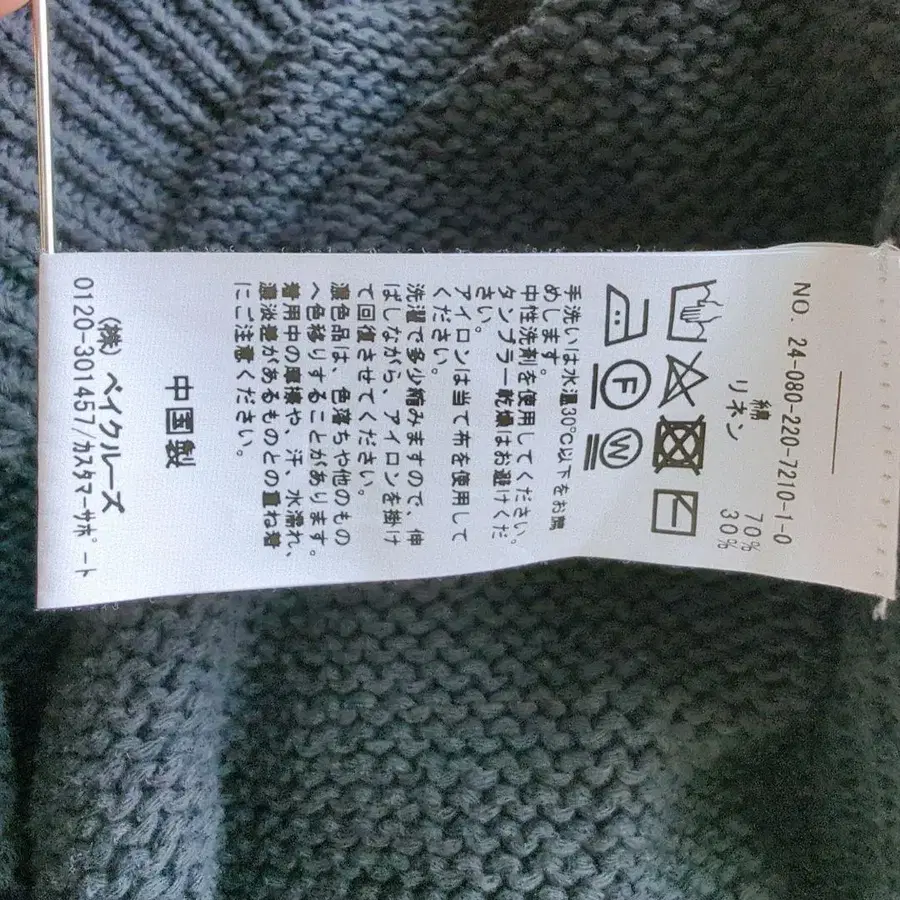 NO. 24-080-220-7210-1-0
綿 70%
リネン 30%
F
W
手洗いは水温30℃以下をお薦
めします。
中性洗剤を使用してください。
タンブラー乾燥はお避けくだ
さい。
アイロンは当て布を使用して
ください。
洗濯で多少縮みますので、伸
ばしながら、アイロンを掛け
て回復させてください。
濃色品は、色落ちや他のもの
へ色移りすることがあります。
着用中の摩擦や、汗、水濡れ、
濃淡差があるものとの重ね着
にご注意ください。
中国製
(株) ベイクルーズ
0120-301457/カスタマーサポート